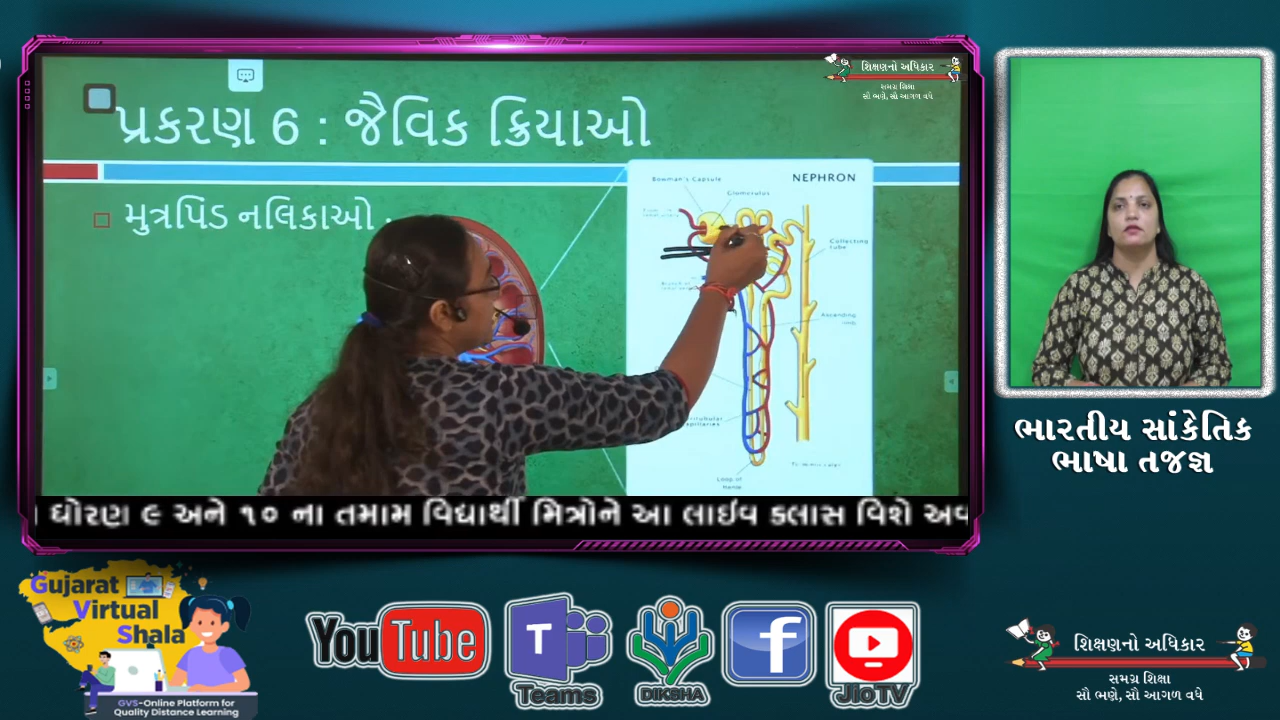 શિક્ષણનો અધિકાર
સમગ્ર શિક્ષા
સૌ ભણે, સૌ આગળ વધે
પ્રકરણ 6 : જૈવિક ક્રિયાઓ
મુત્રપિંડ નલિકાઓ :
NEPHRON
Bowman's Capsule
Glomerulus
Collecting tube
Ascending
Loop of Henle
ધોરણ ૯ અને ૧૦ ના તમામ વિદ્યાર્થી મિત્રોને આ લાઇવ ક્લાસ વિશે અવ
ભારતીય સાંકેતિક
ભાષા તજજ્ઞ
Gujarat
Virtual
Shala
GVS-Online Platform for
Quality Distance Learning
YouTube
T
Teams
DIKSHA
f
JioTV
શિક્ષણનો અધિકાર
સમગ્ર શિક્ષા
સૌ ભણે, સૌ આગળ વધે